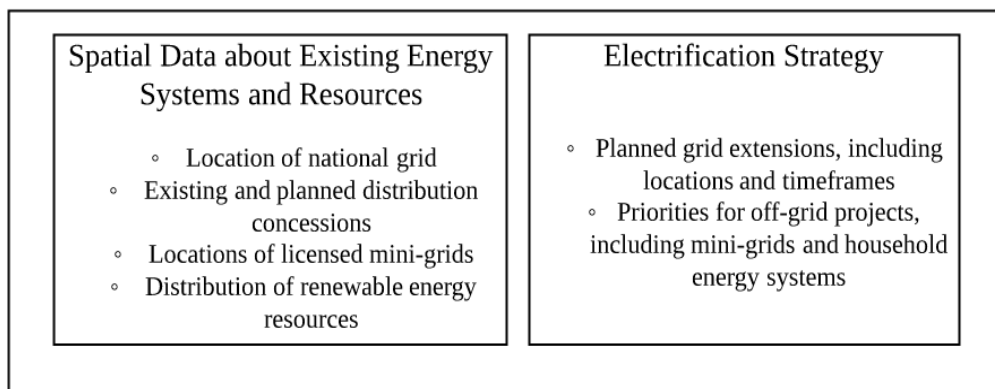 Spatial Data about Existing Energy
Systems and Resources
◦ Location of national grid
◦ Existing and planned distribution
concessions
◦ Locations of licensed mini-grids
◦ Distribution of renewable energy
resources
Electrification Strategy
◦ Planned grid extensions, including
locations and timeframes
◦ Priorities for off-grid projects,
including mini-grids and household
energy systems